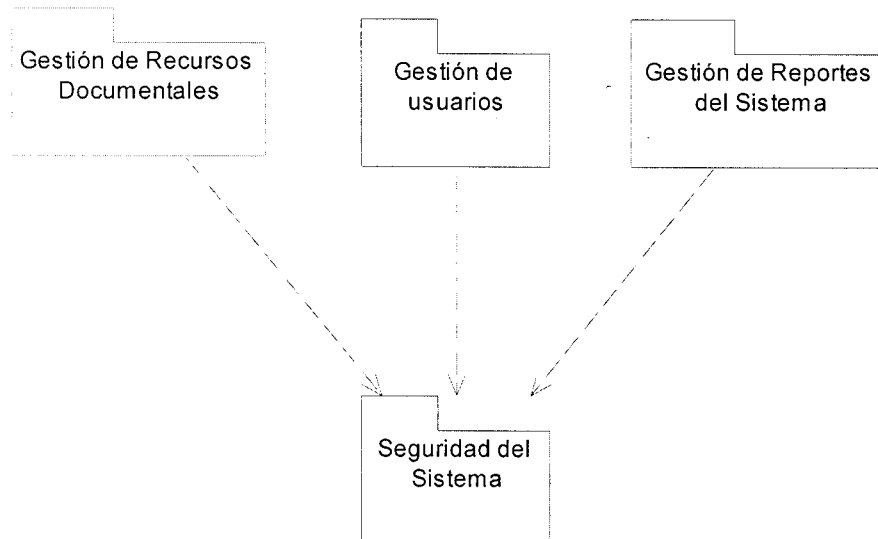 Gestión de Recursos
Documentales
Gestión de
usuarios
Gestión de Reportes
del Sistema
Seguridad del
Sistema